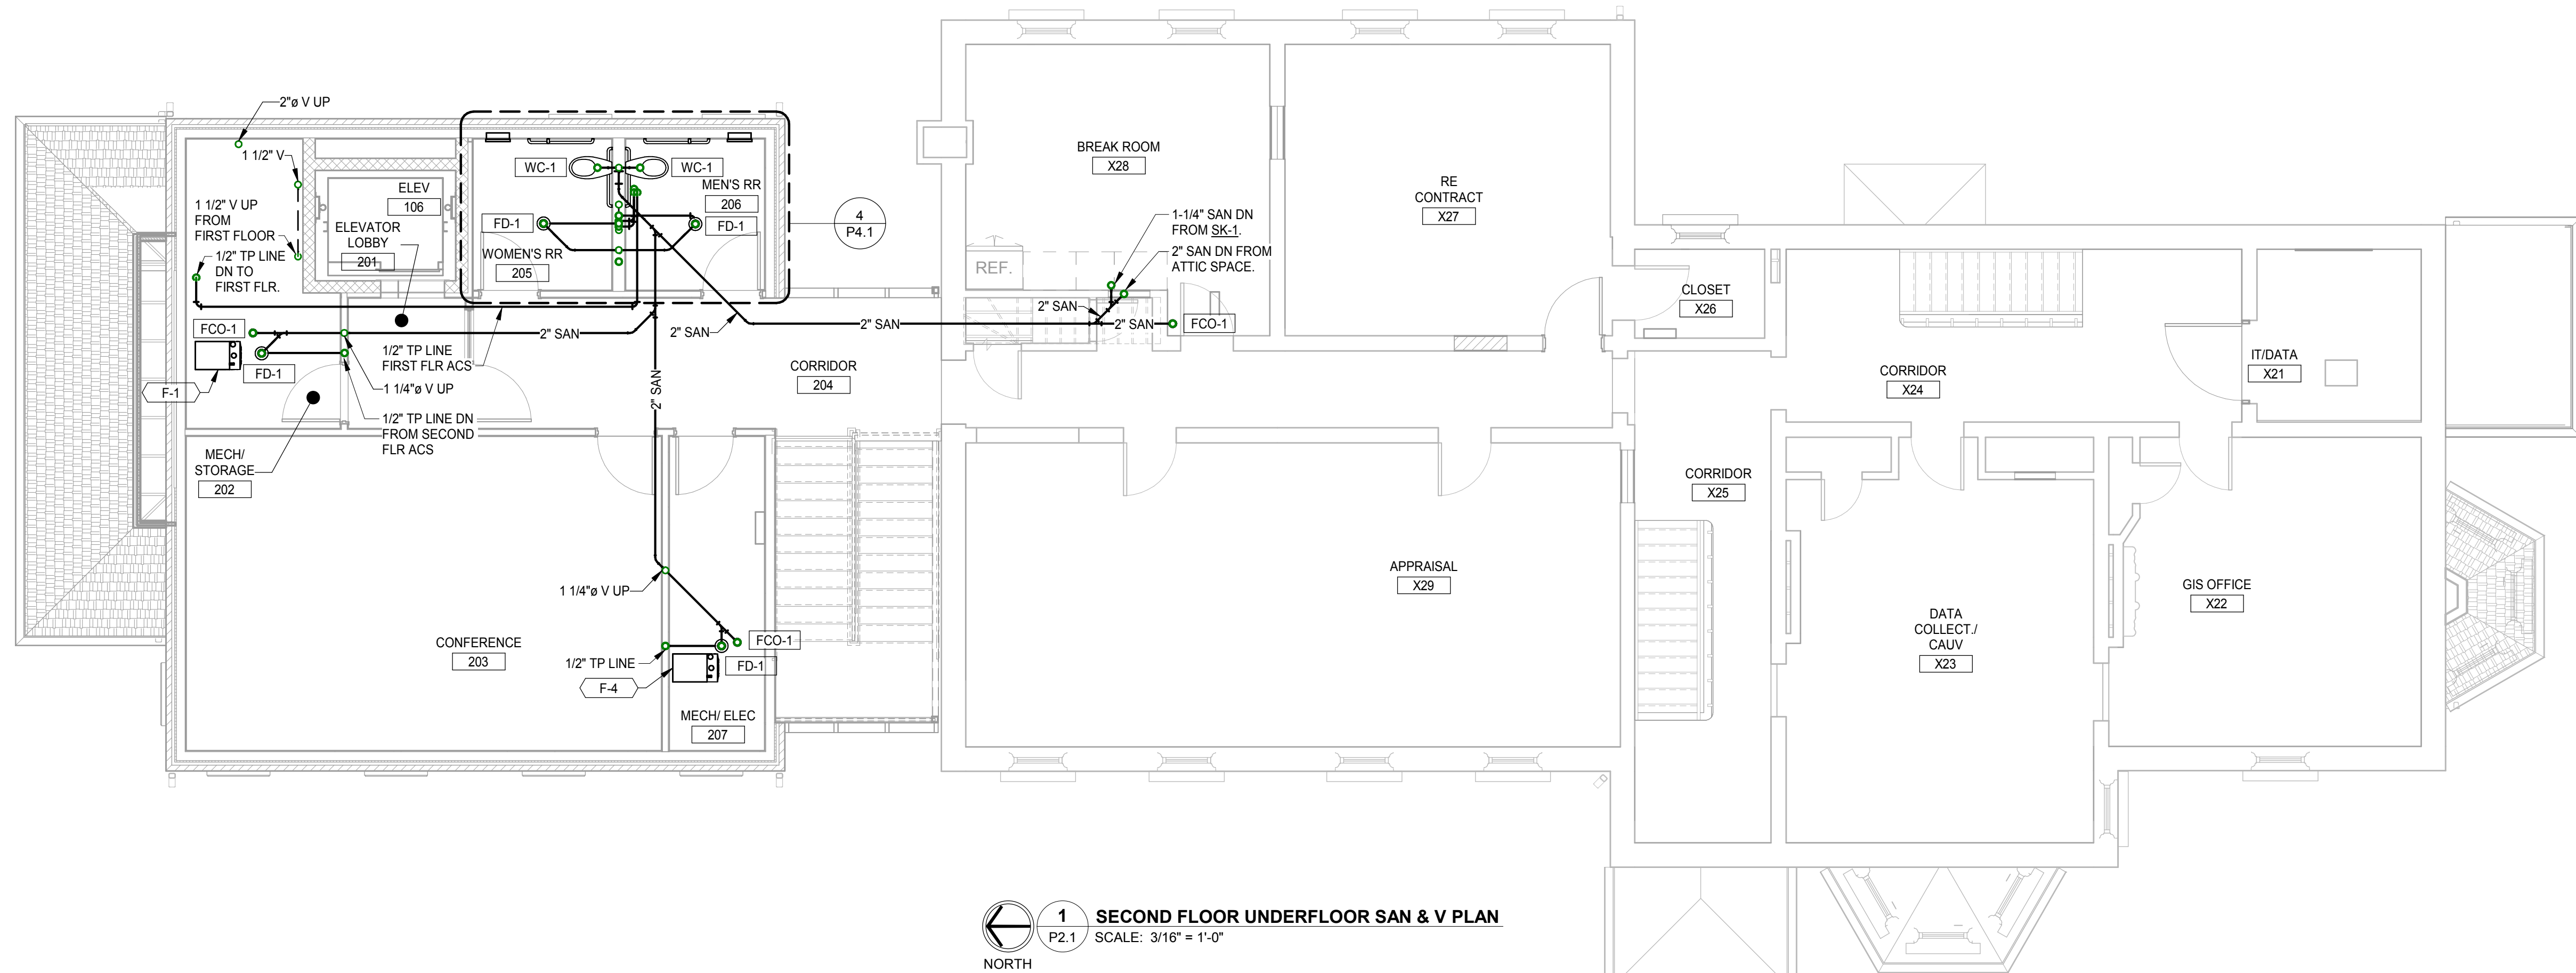 2"ø V UP
1 1/2" V
1 1/2" V UP
FROM
FIRST FLOOR
1/2" TP LINE
DN TO
FIRST FLR.
ELEV
106
ELEVATOR
LOBBY
201
WC-1
WC-1
MEN'S RR
206
FD-1
FD-1
WOMEN'S RR
205
4
P4.1
FCO-1
FD-1
F-1
2" SAN
2" SAN
2" SAN
2" SAN
2" SAN
2" SAN
1/2" TP LINE
FIRST FLR ACS
1 1/4"ø V UP
1/2" TP LINE DN
FROM SECOND
FLR ACS
MECH/
STORAGE
202
CORRIDOR
204
CONFERENCE
203
1 1/4"ø V UP
1/2" TP LINE
FCO-1
FD-1
F-4
MECH/ ELEC
207
BREAK ROOM
X28
REF.
1-1/4" SAN DN
FROM SK-1.
2" SAN DN FROM
ATTIC SPACE.
FCO-1
RE
CONTRACT
X27
CLOSET
X26
CORRIDOR
X24
IT/DATA
X21
CORRIDOR
X25
APPRAISAL
X29
DATA
COLLECT./
CAUV
X23
GIS OFFICE
X22
NORTH
1
P2.1
SECOND FLOOR UNDERFLOOR SAN & V PLAN
SCALE: 3/16" = 1'-0"